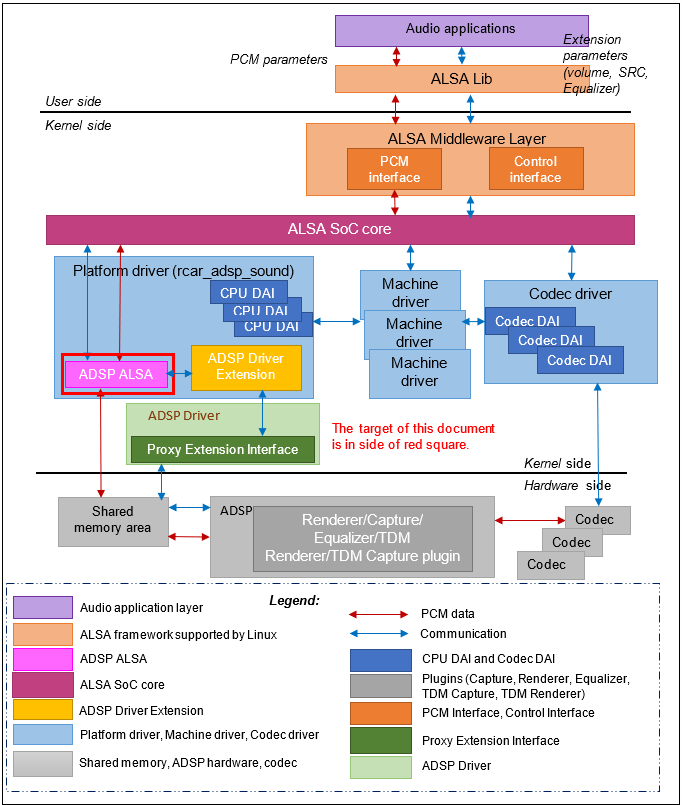 Audio applications
PCM parameters
Extension
parameters
(volume, SRC,
Equalizer)
ALSA Lib
User side
Kernel side
ALSA Middleware Layer
PCM
interface
Control
interface
ALSA SoC core
Platform driver (rcar_adsp_sound)
CPU DAI
CPU DAI
CPU DAI
Machine
driver
Machine
driver
Machine
driver
Codec driver
Codec DAI
Codec DAI
Codec DAI
ADSP ALSA
ADSP Driver
Extension
ADSP Driver
Proxy Extension Interface
The target of this document
is in side of red square.
Kernel side
Hardware side
Shared
memory area
ADSP
Renderer/Capture/
Equalizer/TDM
Renderer/TDM Capture plugin
Codec
Codec
Codec
Legend:
Audio application layer
ALSA framework supported by Linux
ADSP ALSA
ALSA SoC core
ADSP Driver Extension
Platform driver, Machine driver, Codec driver
Shared memory, ADSP hardware, codec
PCM data
Communication
CPU DAI and Codec DAI
Plugins (Capture, Renderer, Equalizer,
TDM Capture, TDM Renderer)
PCM Interface, Control Interface
Proxy Extension Interface
ADSP Driver